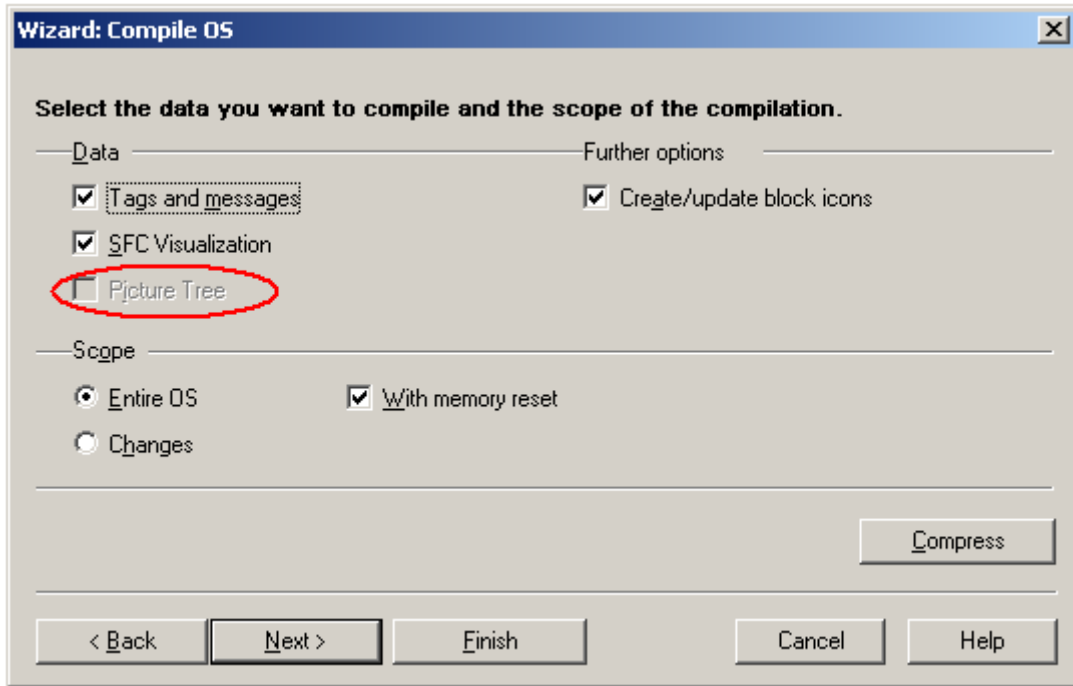 Wizard: Compile OS
Select the data you want to compile and the scope of the compilation.
Data
Further options
Tags and messages
Create/update block icons
SFC Visualization
Picture Tree
Scope
Entire OS
With memory reset
Changes
Compress
< Back
Next >
Finish
Cancel
Help